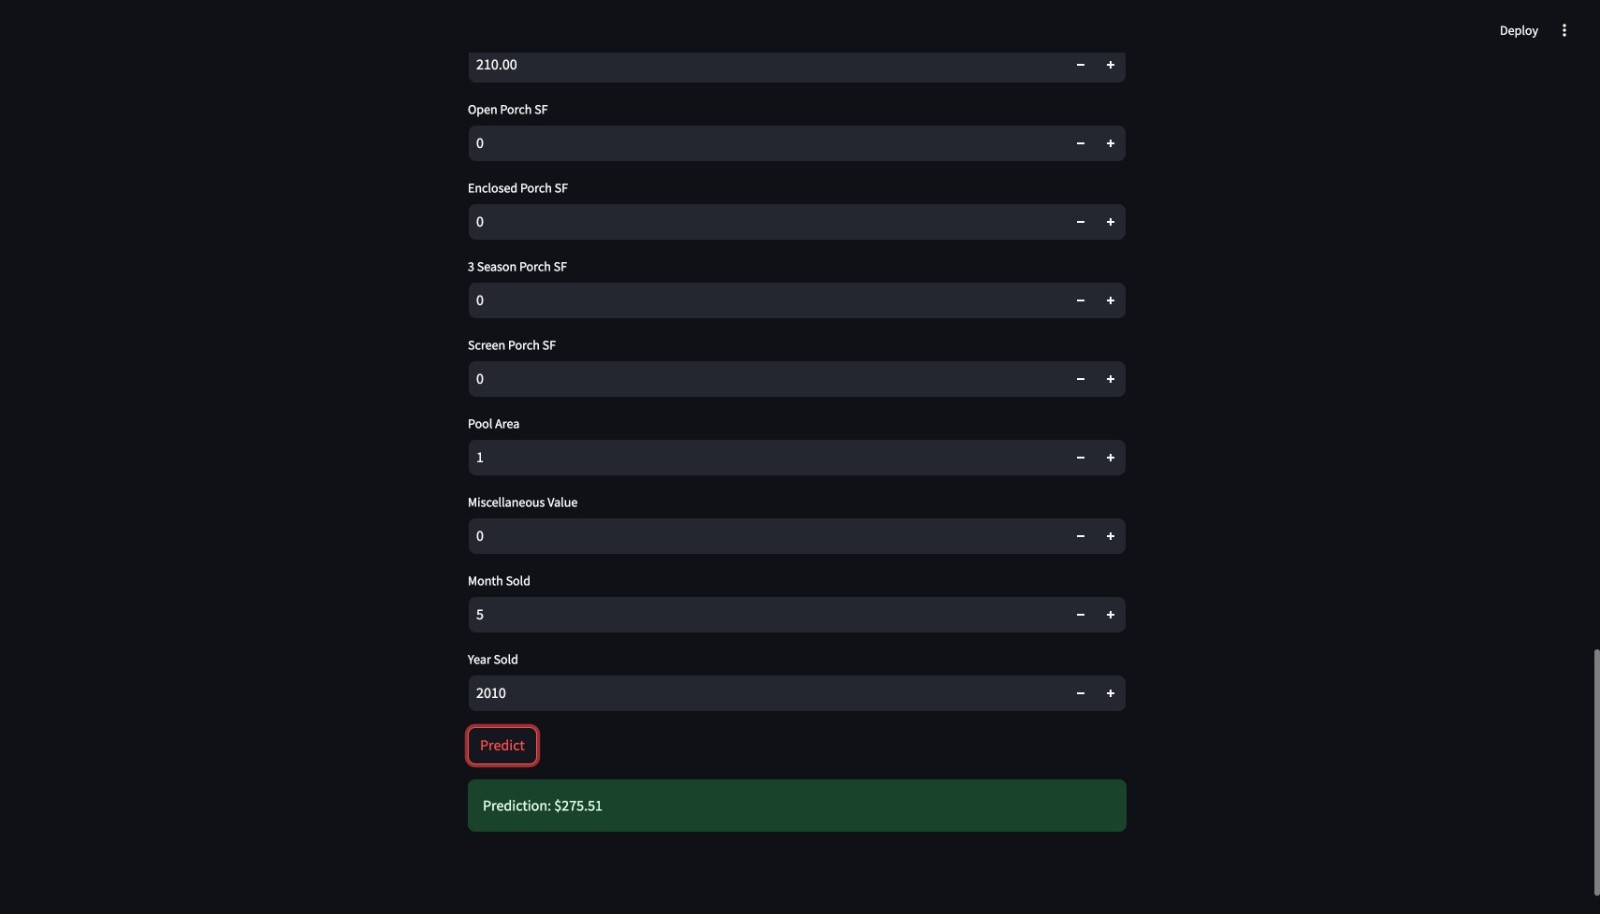 Deploy
210.00
Open Porch SF
0
Enclosed Porch SF
0
3 Season Porch SF
0
Screen Porch SF
0
Pool Area
1
Miscellaneous Value
0
Month Sold
5
Year Sold
2010
Predict
Prediction: $275.51